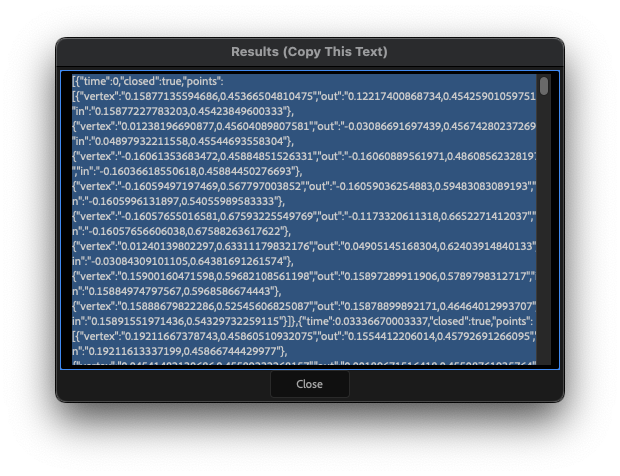 Results (Copy This Text)
[{"time":0,"closed":true,"points":
[{"vertex":"0.15877135594686,0.45366504810475","out":"0.12217400868734,0.45425901059751
"in":"0.15877227783203,0.45423849600333"},
{"vertex":"0.01238196690877,0.45604089807581","out":"-0.03086691697439,0.45674280237269
"in":"0.04897932211558,0.45544693558304"},
{"vertex":"-0.16061353683472,0.45884851526331","out":"-0.16060889561971,0.4860856232819
","in":"-0.16036618550618,0.45884450276693"},
{"vertex":"-0.16059497197469,0.567797003852","out":"-0.16059036254883,0.59483083089193","
n":"-0.1605996131897,0.54055989583333"},
{"vertex":"-0.16057655016581,0.67593225549769","out":"-0.1173320611318,0.6652271412037","
n":"-0.16057656606038,0.67588263617622"},
{"vertex":"0.01240139802297,0.63311179832176","out":"0.04905145168304,0.62403914840133"
in":"-0.03084309101105,0.64381691261574"},
{"vertex":"0.15900160471598,0.59682108561198","out":"0.15897289911906,0.5789798312717","
n":"0.15884974797567,0.5968586674443"},
{"vertex":"0.15888679822286,0.52545606825087","out":"0.15878899892171,0.46464012993707"
in":"0.15891551971436,0.54329732259115"}]},{"time":0.03336670003337,"closed":true,"points":
[{"vertex":"0.19211667378743,0.45860510932075","out":"0.1554412206014,0.45792691266095",
n":"0.19211613337199,0.45866744429977"},
Close